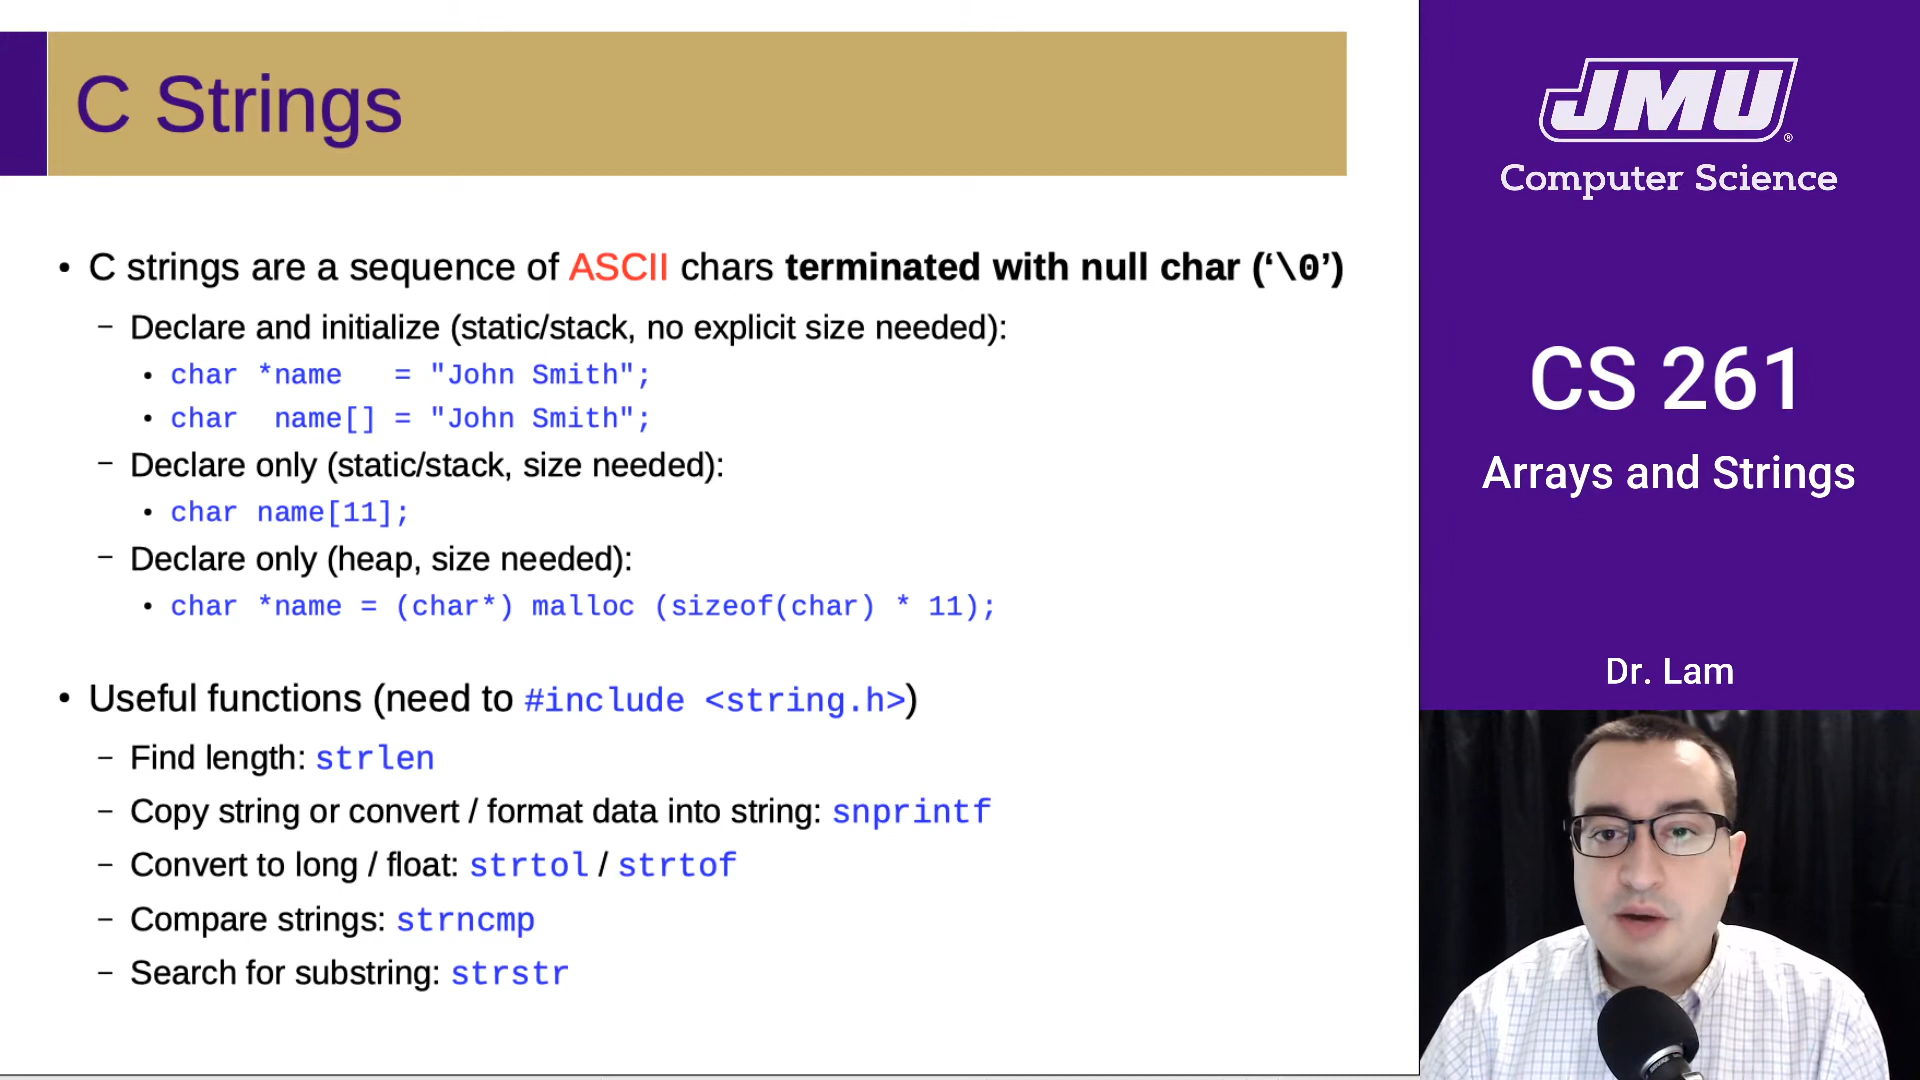 C Strings
• C strings are a sequence of ASCII chars terminated with null char (‘\0’)
– Declare and initialize (static/stack, no explicit size needed):
• char *name   = "John Smith";
• char  name[] = "John Smith";
– Declare only (static/stack, size needed):
• char name[11];
– Declare only (heap, size needed):
• char *name = (char*) malloc (sizeof(char) * 11);
• Useful functions (need to #include <string.h>)
– Find length: strlen
– Copy string or convert / format data into string: snprintf
– Convert to long / float: strtol / strtof
– Compare strings: strncmp
– Search for substring: strstr
JMU®
Computer Science
CS 261
Arrays and Strings
Dr. Lam